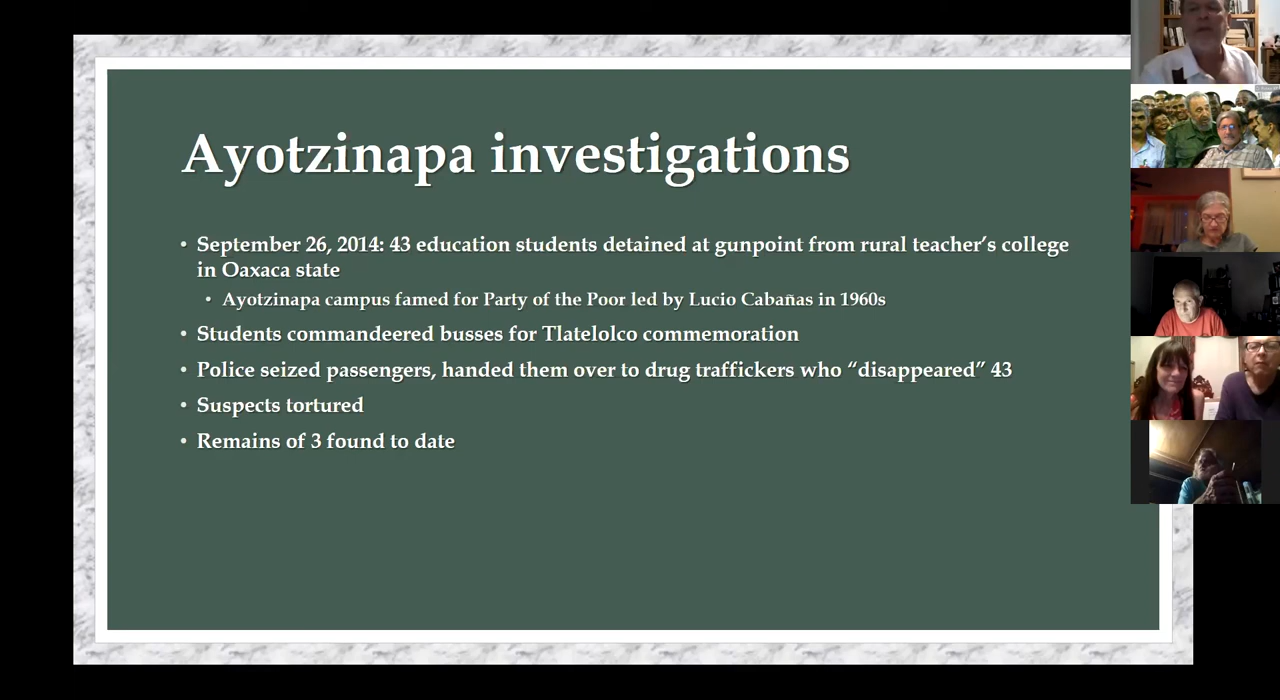 Ayotzinapa investigations
• September 26, 2014: 43 education students detained at gunpoint from rural teacher’s college
in Oaxaca state
• Ayotzinapa campus famed for Party of the Poor led by Lucio Cabañas in 1960s
• Students commandeered busses for Tlatelolco commemoration
• Police seized passengers, handed them over to drug traffickers who “disappeared” 43
• Suspects tortured
• Remains of 3 found to date